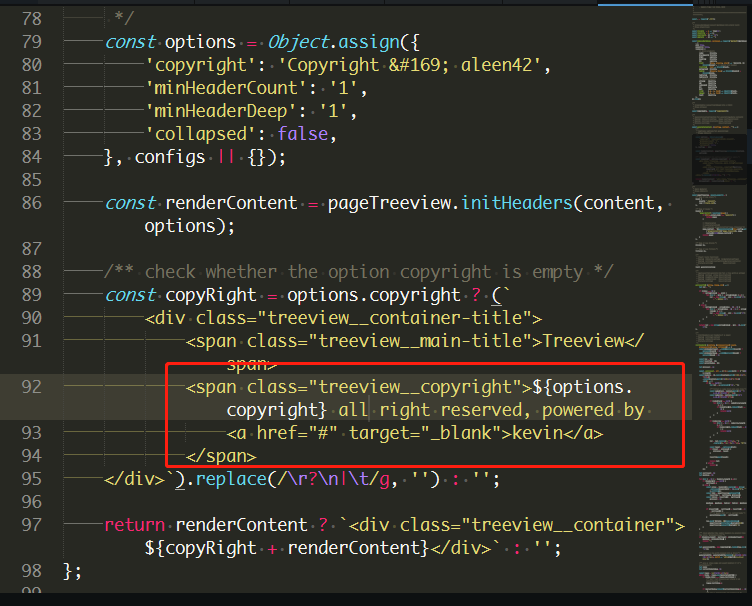 78 */
79 const options = Object.assign({
80 'copyright': 'Copyright &#169; aleen42',
81 'minHeaderCount': '1',
82 'minHeaderDeep': '1',
83 'collapsed': false,
84 }, configs || {});
85
86 const renderContent = pageTreeview.initHeaders(content,
options);
87
88 /** check whether the option copyright is empty */
89 const copyRight = options.copyright ? (`
90 <div class="treeview__container-title">
91 <span class="treeview__main-title">Treeview</
span>
92 <span class="treeview__copyright">${options.
copyright} all right reserved, powered by
93 <a href="#" target="_blank">kevin</a>
94 </span>
95 </div>`).replace(/\r?\n|\t/g, '') : '';
96
97 return renderContent ? `<div class="treeview__container">
${copyRight + renderContent}</div>` : '';
98 };